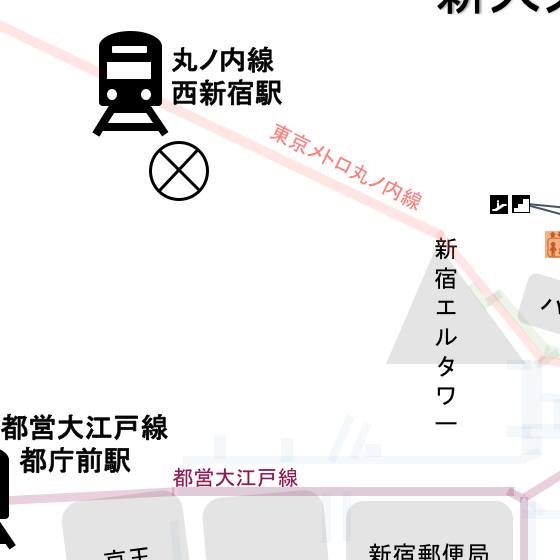 丸ノ内線
西新宿駅
東京メトロ丸ノ内線
新宿エルタワー
都営大江戸線
都庁前駅
都営大江戸線
京王
新宿郵便局